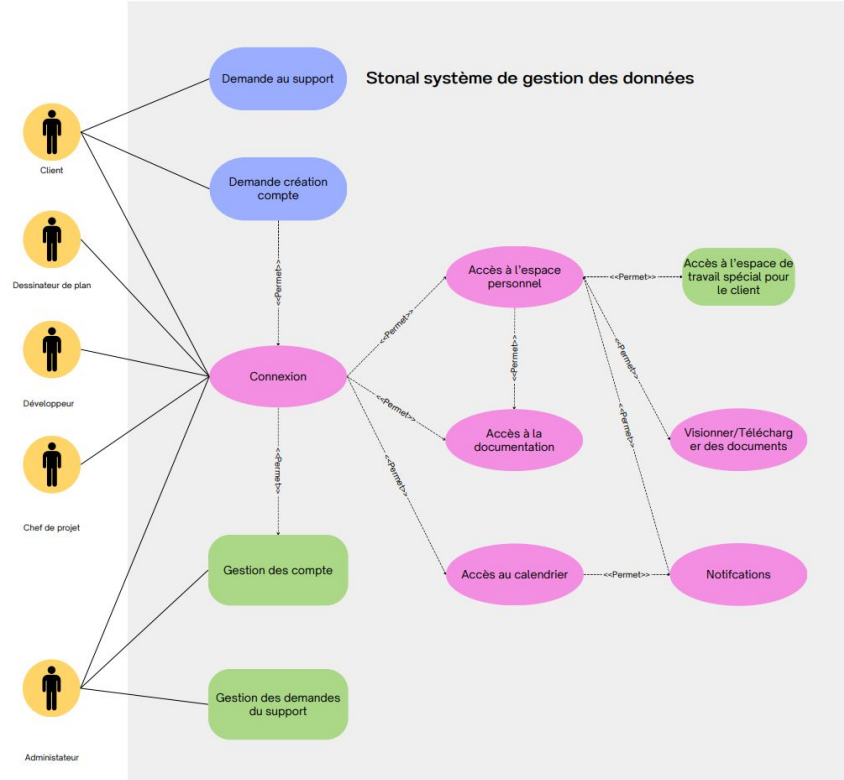 Demande au support
Stonal système de gestion des données
Client
Demande création
compte
<<Permet>>
Dessinateur de plan
Accès à l'espace
personnel
<<Permet>>
Accès à l'espace de
travail spécial pour
le client
<<Permet>>
<<Permet>>
<<Permet>>
<<Permet>>
Développeur
Connexion
<<Permet>>
<<Permet>>
Accès à la
documentation
Visionner/Télécharg
er des documents
<<Permet>>
<<Permet>>
Chef de projet
Gestion des compte
Accès au calendrier
<<Permet>>
Notifcations
Gestion des demandes
du support
Administateur